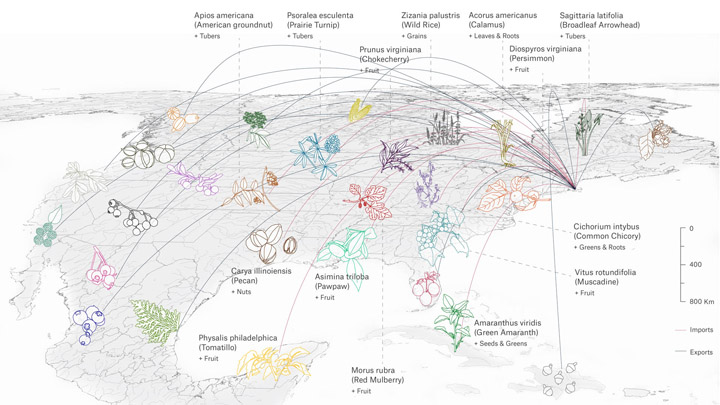 Apios americana
(American groundnut)
+ Tubers
Psoralea esculenta
(Prairie Turnip)
+ Tubers
Zizania palustris
(Wild Rice)
+ Grains
Acorus americanus
(Calamus)
+ Leaves & Roots
Sagittaria latifolia
(Broadleaf Arrowhead)
+ Tubers
Prunus virginiana
(Chokecherry)
+ Fruit
Diospyros virginiana
(Persimmon)
+ Fruit
Cichorium intybus
(Common Chicory)
+ Greens & Roots
0
400
800 Km
Carya illinoiensis
(Pecan)
+ Nuts
Asimina triloba
(Pawpaw)
+ Fruit
Vitus rotundifolia
(Muscadine)
+ Fruit
Amaranthus viridis
(Green Amaranth)
+ Seeds & Greens
Imports
Exports
Physalis philadelphica
(Tomatillo)
+ Fruit
Morus rubra
(Red Mulberry)
+ Fruit